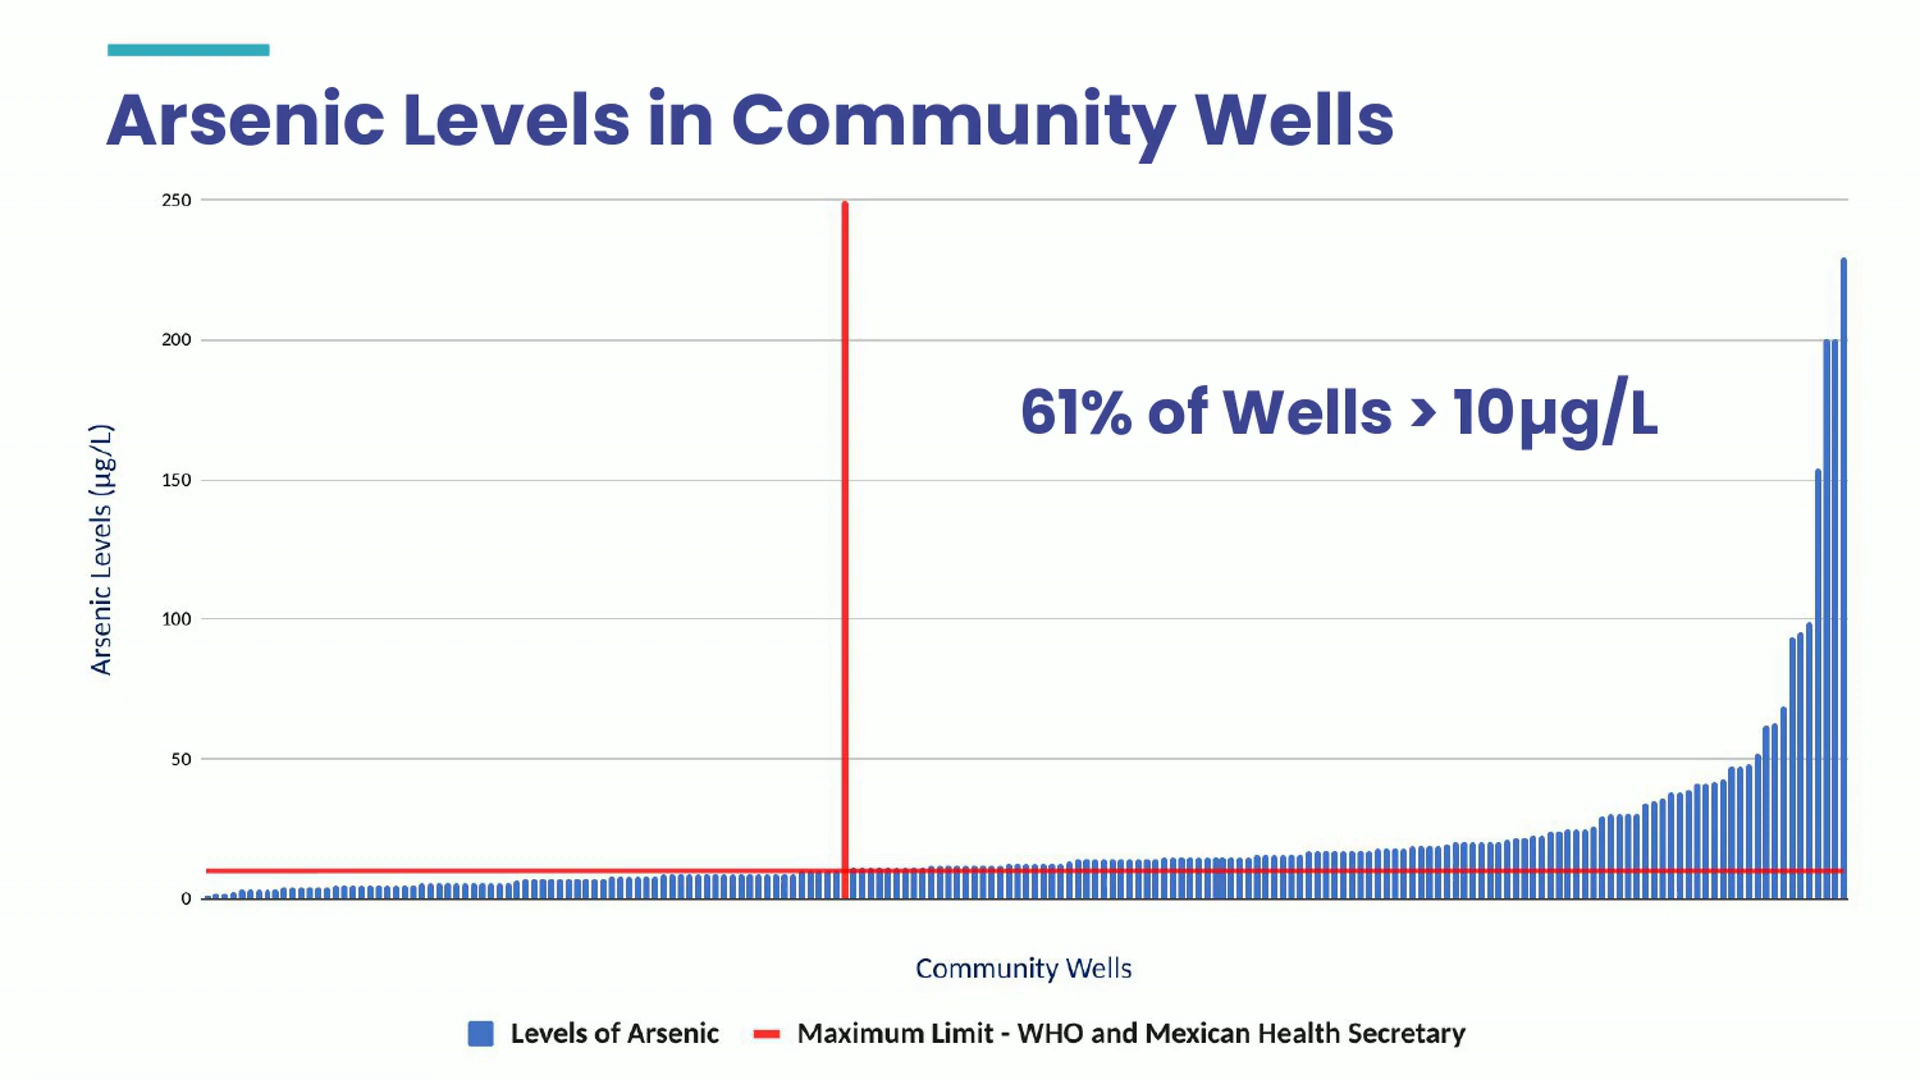 Arsenic Levels in Community Wells
250
200
150
100
50
0
Arsenic Levels (µg/L)
61% of Wells > 10µg/L
Community Wells
Levels of Arsenic
Maximum Limit - WHO and Mexican Health Secretary